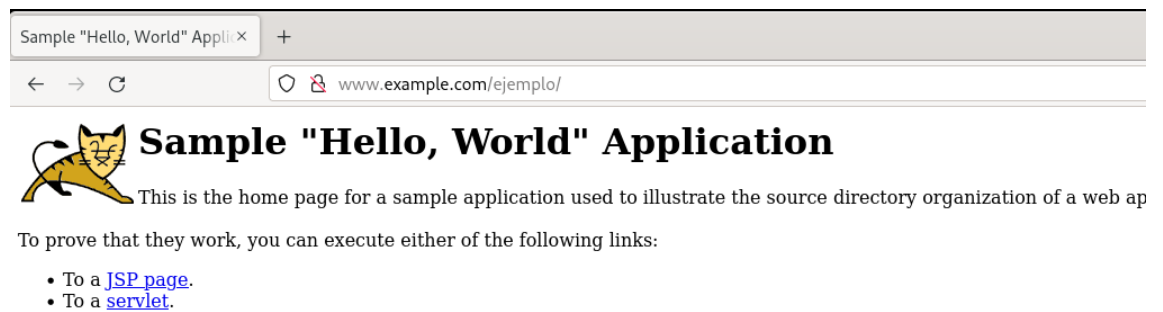 Sample "Hello, World" Applic
www.example.com/ejemplo/
Sample "Hello, World" Application
This is the home page for a sample application used to illustrate the source directory organization of a web ap
To prove that they work, you can execute either of the following links:
• To a JSP page.
• To a servlet.